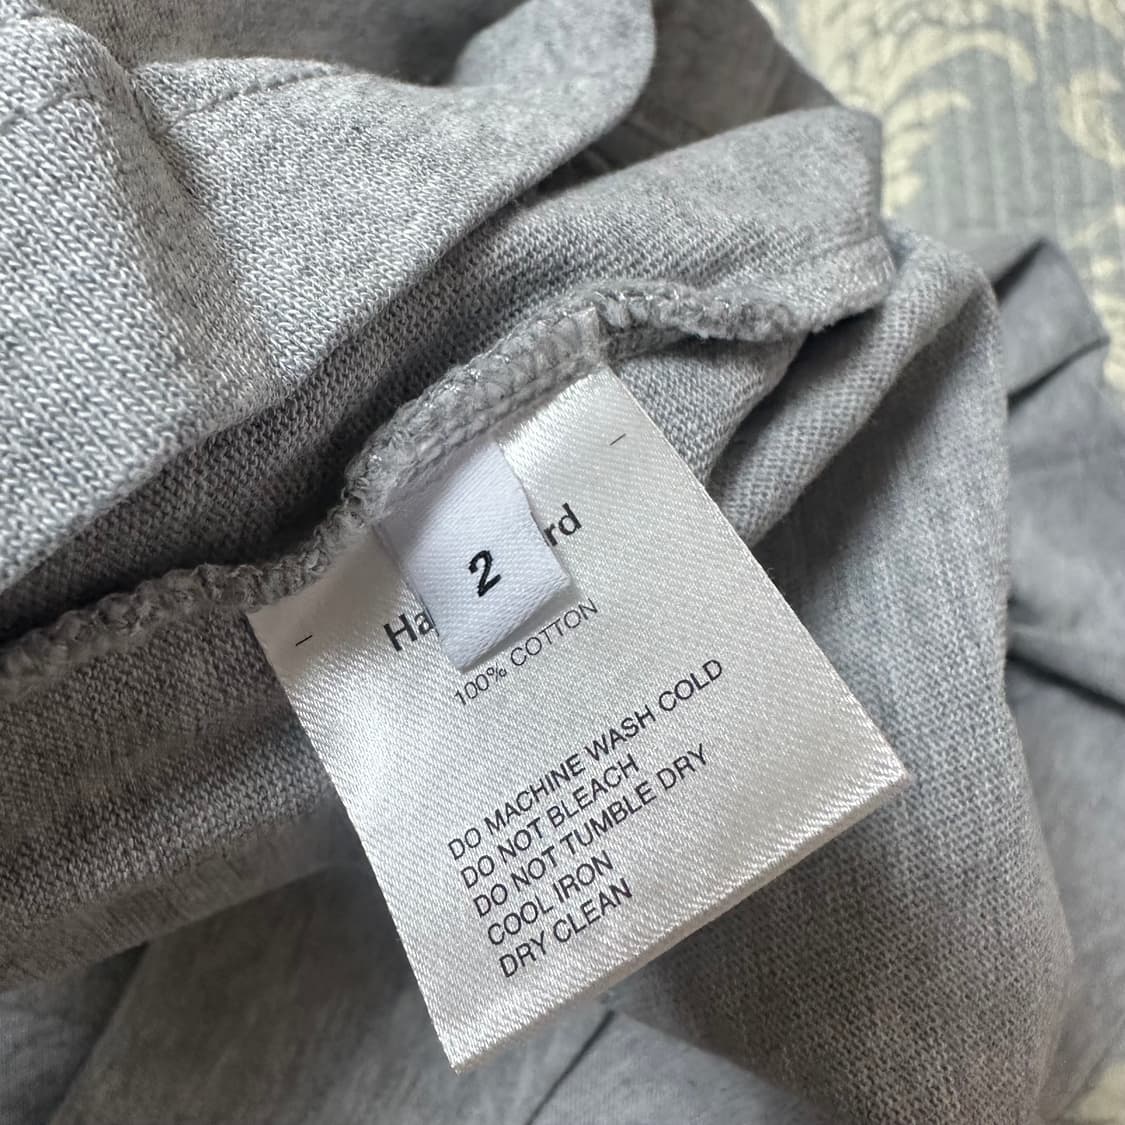 2
100% COTTON
DO MACHINE WASH COLD
DO NOT BLEACH
DO NOT TUMBLE DRY
COOL IRON
DRY CLEAN